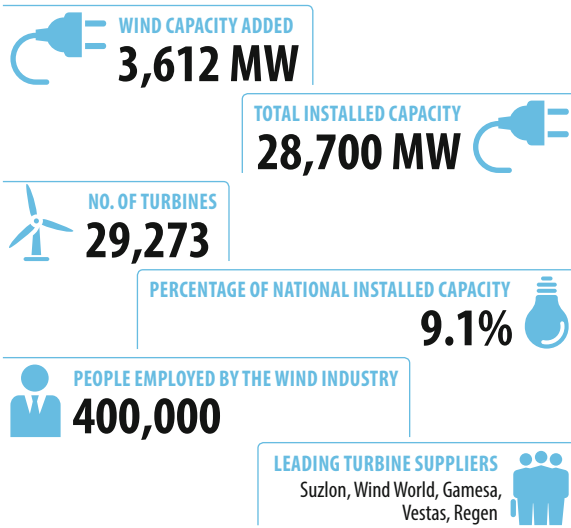 WIND CAPACITY ADDED
3,612 MW
TOTAL INSTALLED CAPACITY
28,700 MW
NO. OF TURBINES
29,273
PERCENTAGE OF NATIONAL INSTALLED CAPACITY
9.1%
PEOPLE EMPLOYED BY THE WIND INDUSTRY
400,000
LEADING TURBINE SUPPLIERS
Suzlon, Wind World, Gamesa,
Vestas, Regen